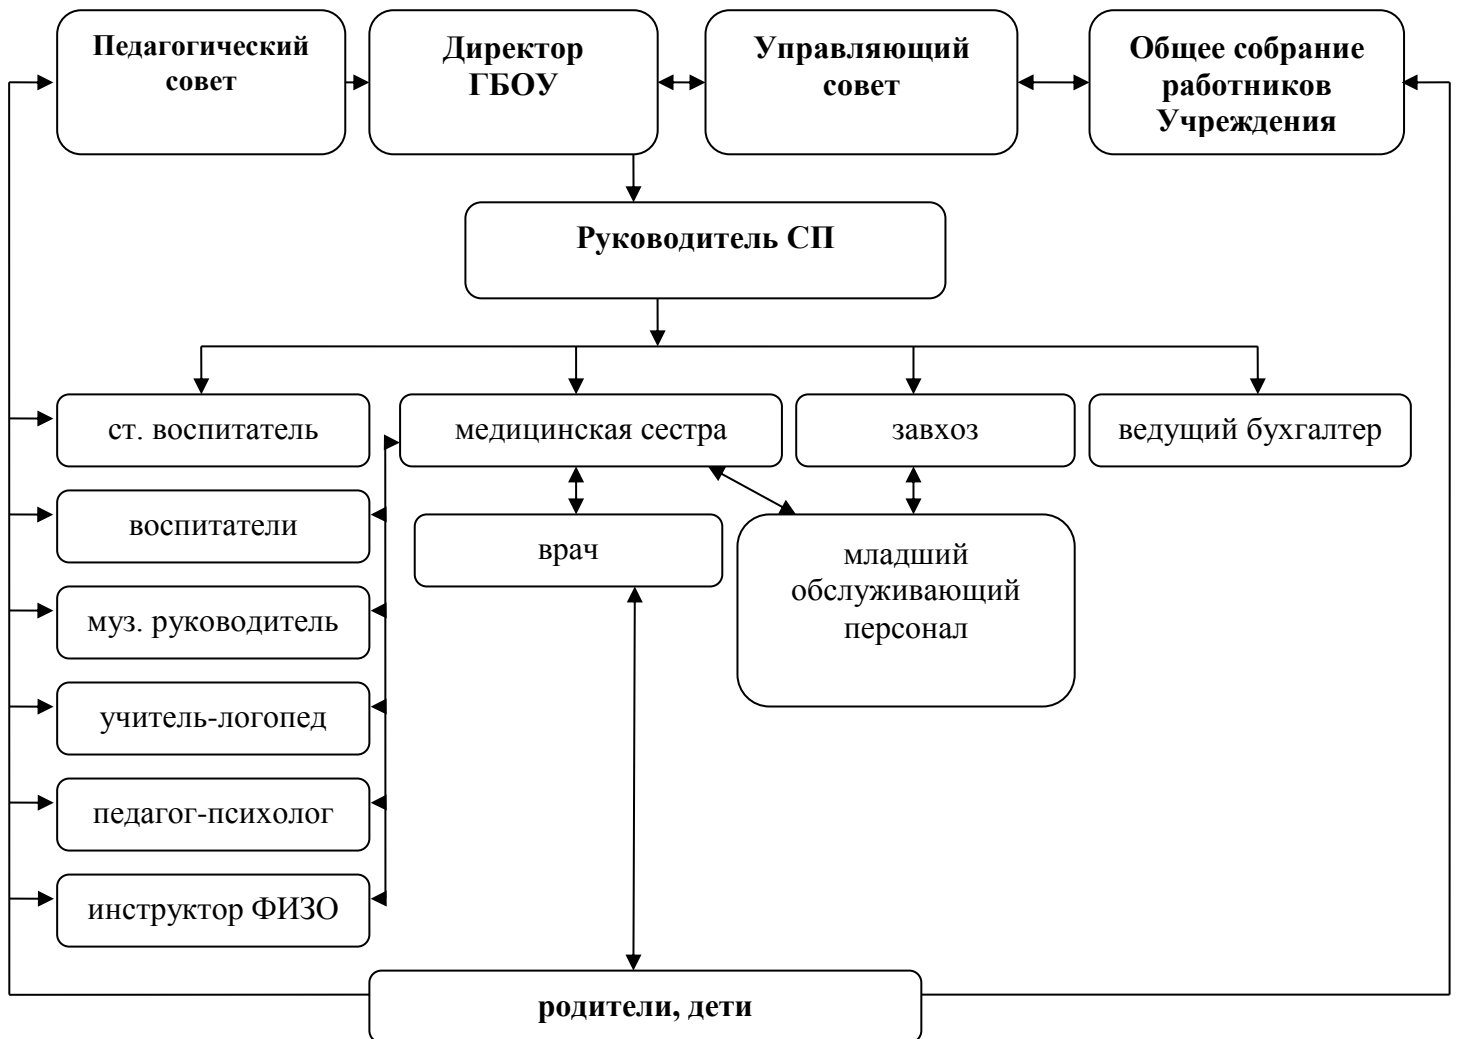 Педагогический
совет
Директор
ГБОУ
Управляющий
совет
Общее собрание
работников
Учреждения
Руководитель СП
ст. воспитатель
медицинская сестра
завхоз
ведущий бухгалтер
воспитатели
врач
младший
обслуживающий
персонал
муз. руководитель
учитель-логопед
педагог-психолог
инструктор ФИЗО
родители, дети